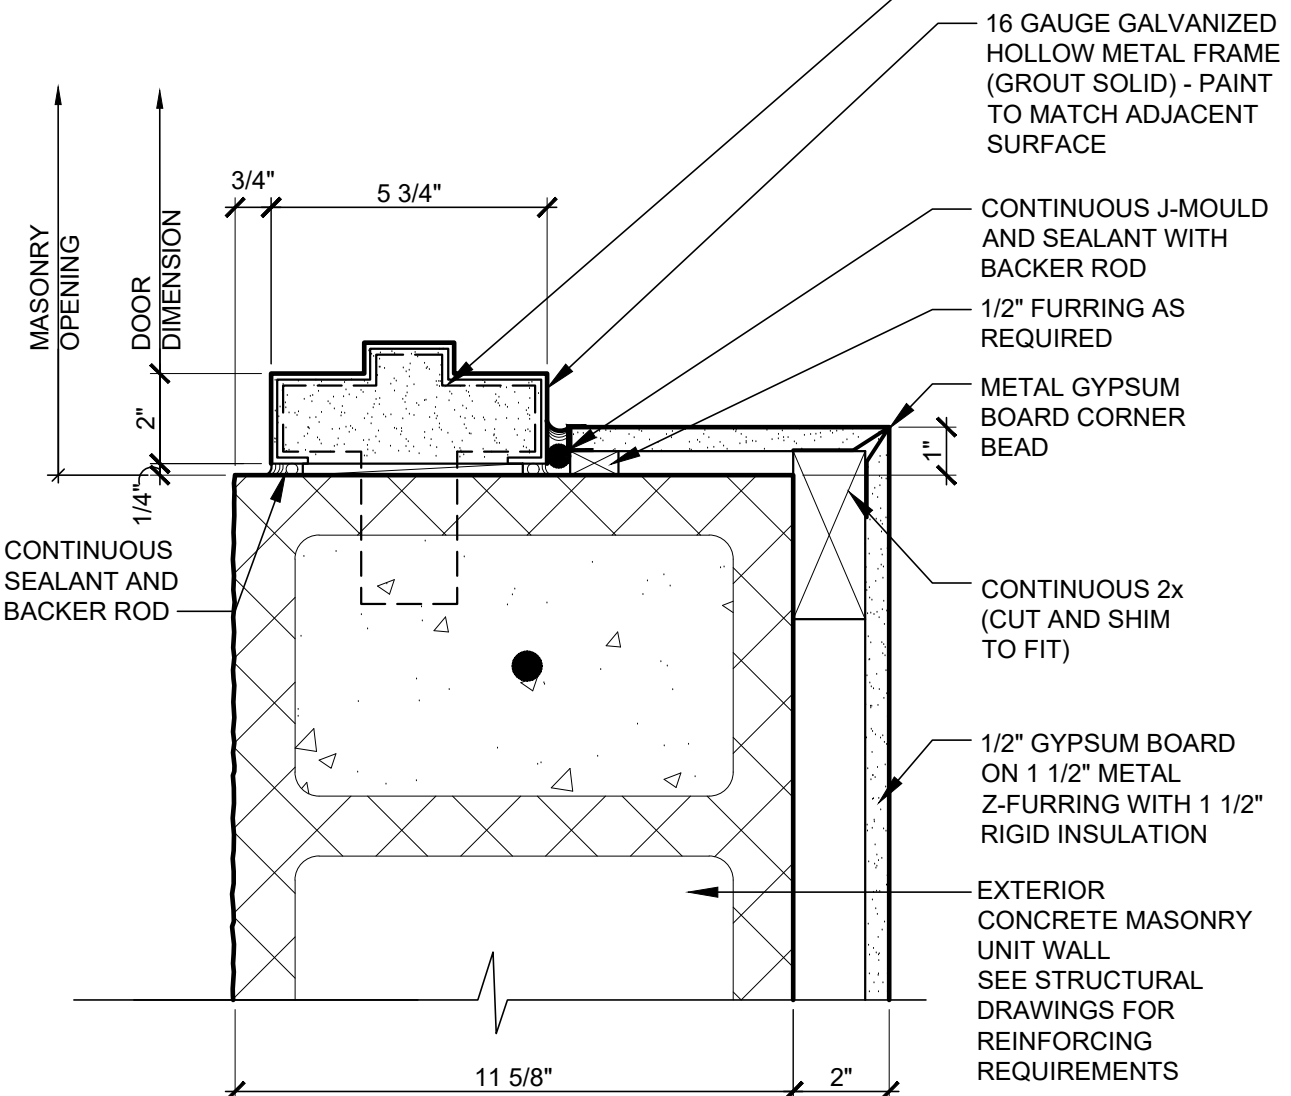 16 GAUGE GALVANIZED
HOLLOW METAL FRAME
(GROUT SOLID) - PAINT
TO MATCH ADJACENT
SURFACE
3/4"
5 3/4"
CONTINUOUS J-MOULD
AND SEALANT WITH
BACKER ROD
MASONRY
OPENING
DOOR
DIMENSION
1/2" FURRING AS
REQUIRED
METAL GYPSUM
BOARD CORNER
BEAD
2"
1"
1/4"
CONTINUOUS
SEALANT AND
BACKER ROD
CONTINUOUS 2x
(CUT AND SHIM
TO FIT)
1/2" GYPSUM BOARD
ON 1 1/2" METAL
Z-FURRING WITH 1 1/2"
RIGID INSULATION
EXTERIOR
CONCRETE MASONRY
UNIT WALL
SEE STRUCTURAL
DRAWINGS FOR
REINFORCING
REQUIREMENTS
11 5/8"
2"